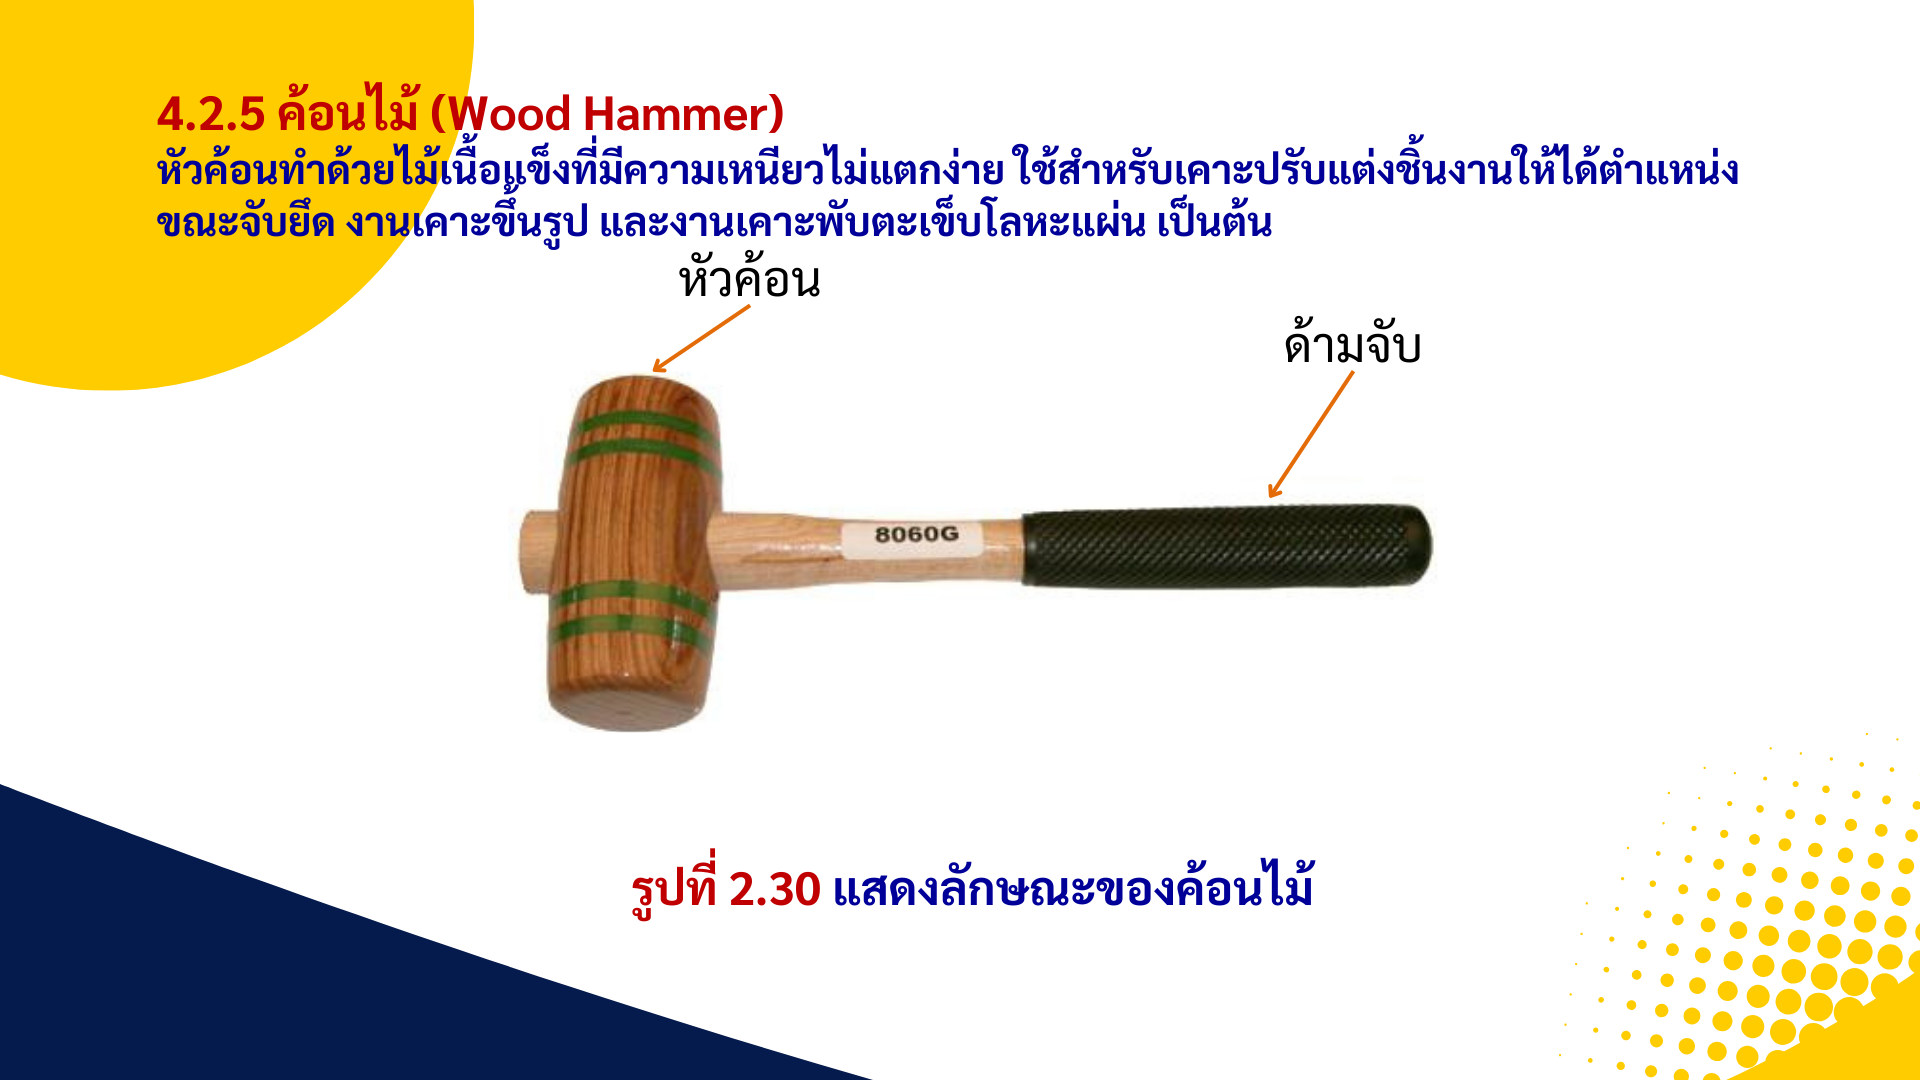 4.2.5 ค้อนไม้ (Wood Hammer)
หัวค้อนทำด้วยไม้เนื้อแข็งที่มีความเหนียวไม่แตกง่าย ใช้สำหรับเคาะปรับแต่งชิ้นงานให้ได้ตำแหน่ง
ขณะจับยึด งานเคาะขึ้นรูป และงานเคาะพับตะเข็บโลหะแผ่น เป็นต้น
หัวค้อน
ด้ามจับ
8060G
รูปที่ 2.30 แสดงลักษณะของค้อนไม้